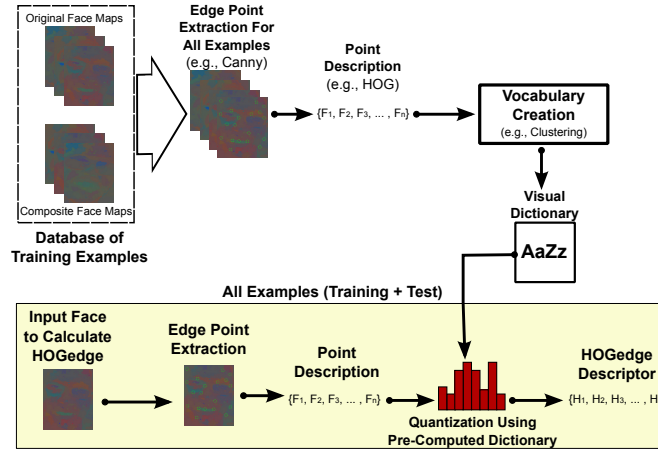 Original Face Maps
Composite Face Maps
Database of
Training Examples
Edge Point
Extraction For
All Examples
(e.g., Canny)
Point
Description
(e.g., HOG)
{F₁, F₂, F₃, ... , Fₙ}
Vocabulary
Creation
(e.g., Clustering)
Visual
Dictionary
AaZz
All Examples (Training + Test)
Input Face
to Calculate
HOGedge
Edge Point
Extraction
Point
Description
{F₁, F₂, F₃, ... , Fₙ}
Quantization Using
Pre-Computed Dictionary
HOGedge
Descriptor
{H₁, H₂, H₃, ... , H